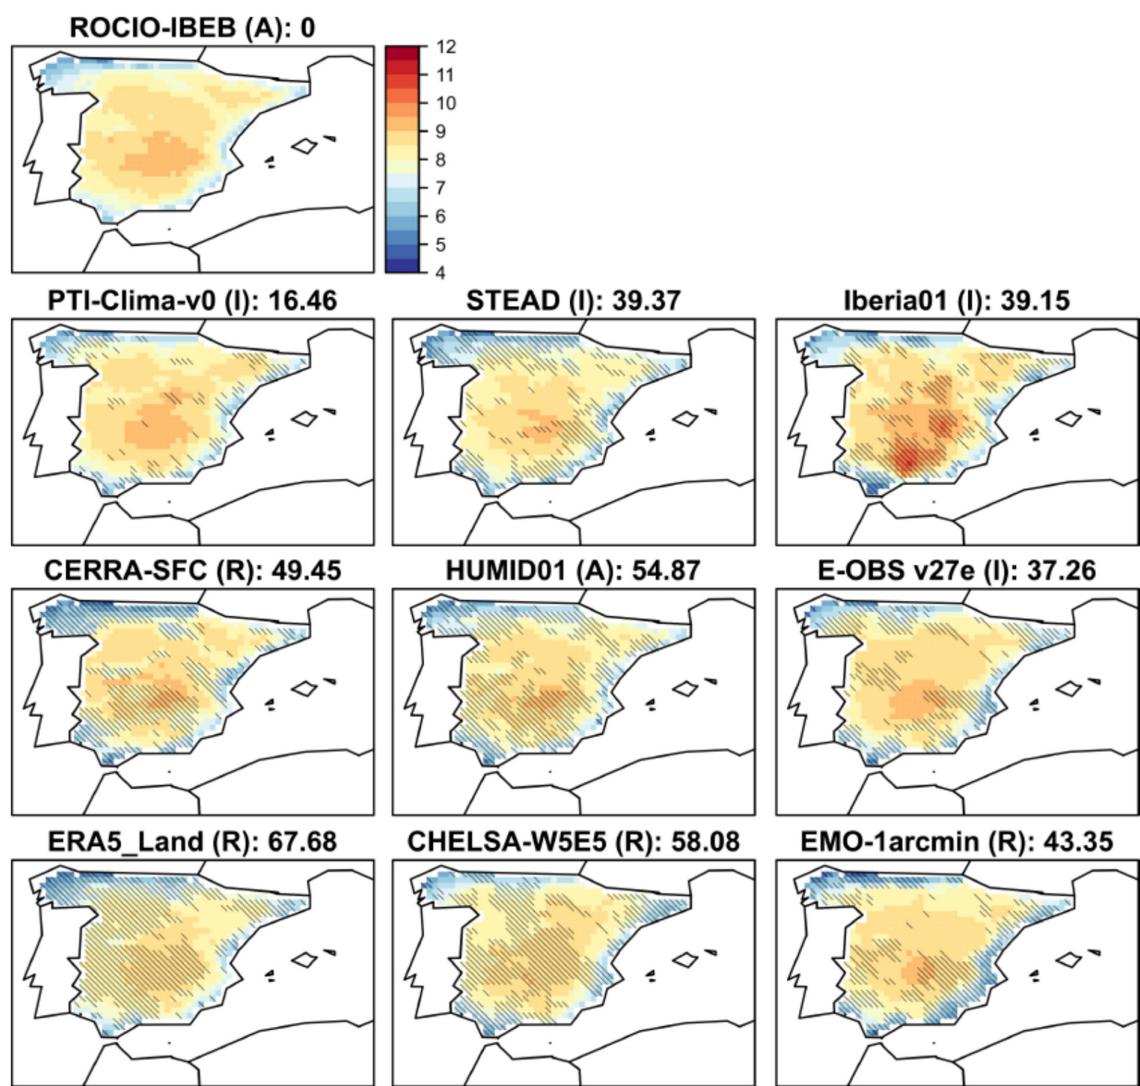 ROCIO-IBEB (A): 0
12
11
10
9
8
7
6
5
4
PTI-Clima-v0 (I): 16.46
STEAD (I): 39.37
Iberia01 (I): 39.15
CERRA-SFC (R): 49.45
HUMID01 (A): 54.87
E-OBS v27e (I): 37.26
ERA5_Land (R): 67.68
CHELSA-W5E5 (R): 58.08
EMO-1arcmin (R): 43.35